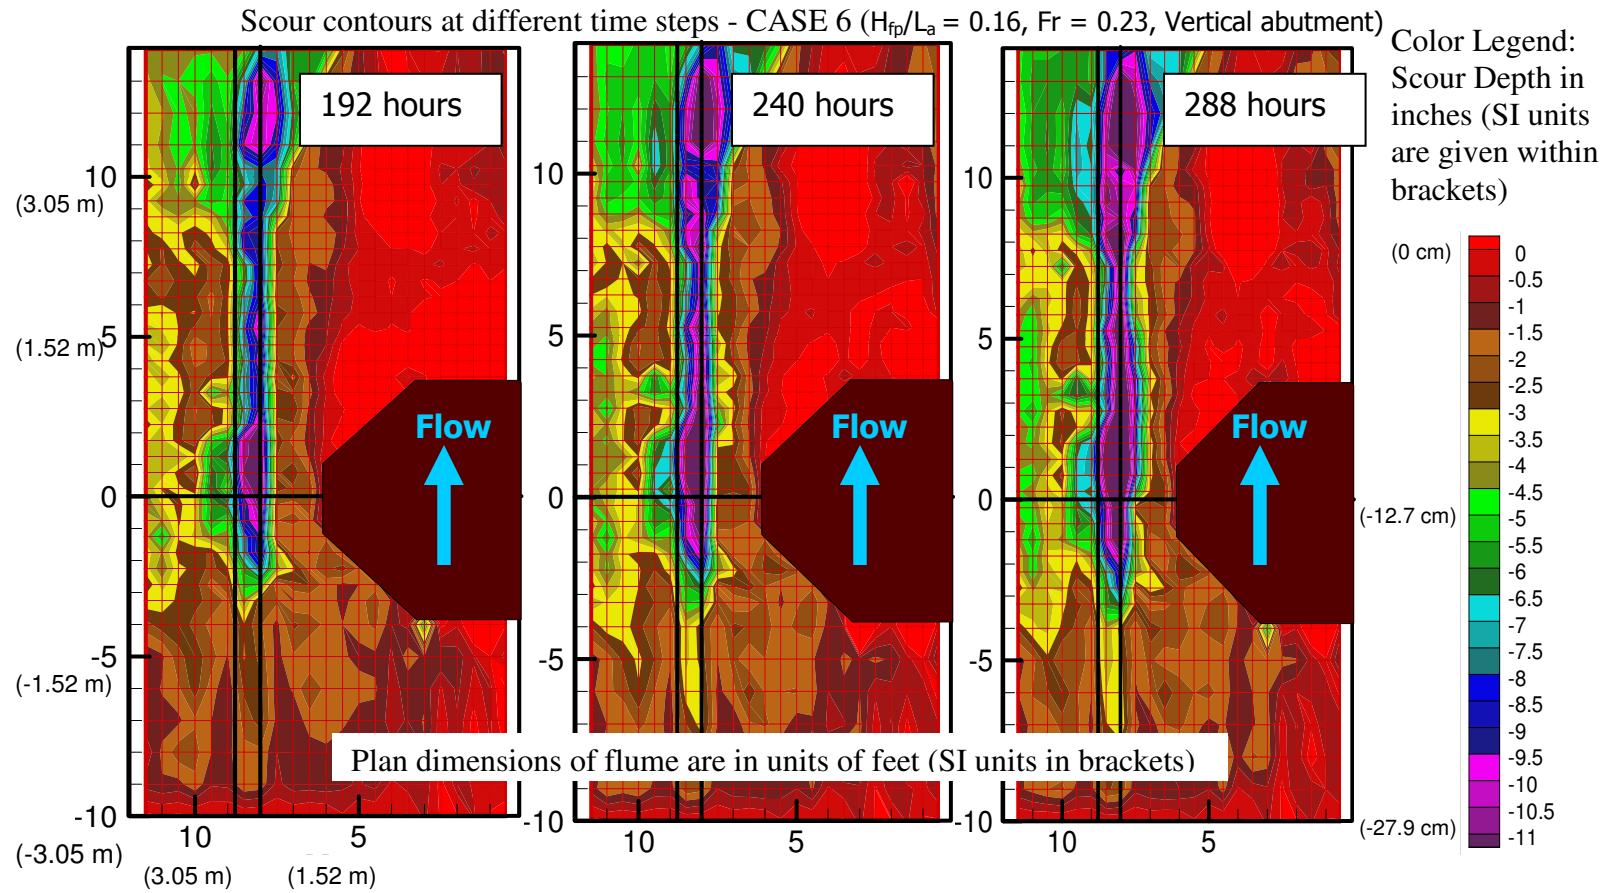 Scour contours at different time steps - CASE 6 (Hfp/La = 0.16, Fr = 0.23, Vertical abutment)
Color Legend:
Scour Depth in
inches (SI units
are given within
brackets)
192 hours
240 hours
288 hours
10
(3.05 m)
5
(1.52 m)
0
-5
(-1.52 m)
-10
(-3.05 m)
10
5
(3.05 m)
(1.52 m)
Flow
10
5
0
-5
-10
10
5
Flow
10
5
0
-5
-10
10
5
Flow
Plan dimensions of flume are in units of feet (SI units in brackets)
(0 cm)
(-12.7 cm)
(-27.9 cm)
0
-0.5
-1
-1.5
-2
-2.5
-3
-3.5
-4
-4.5
-5
-5.5
-6
-6.5
-7
-7.5
-8
-8.5
-9
-9.5
-10
-10.5
-11